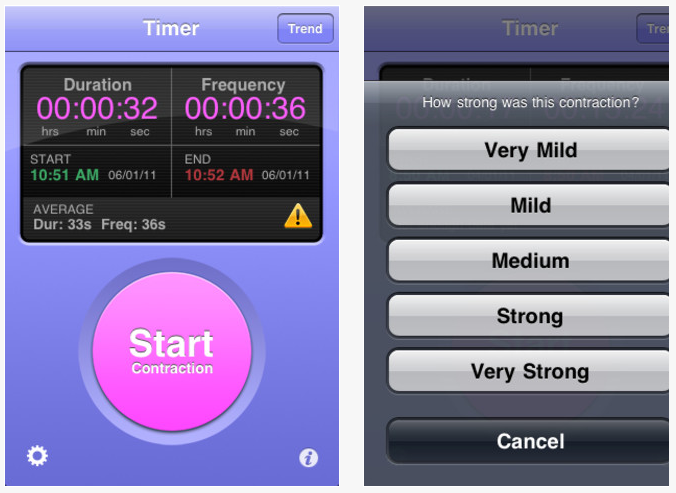 Timer
Trend
Duration Frequency
00:00:32 00:00:36
hrs min sec hrs min sec
START END
10:51 AM 06/01/11 10:52 AM 06/01/11
AVERAGE
Dur: 33s Freq: 36s
Start
Contraction
i
Timer
How strong was this contraction?
Very Mild
Mild
Medium
Strong
Very Strong
Cancel